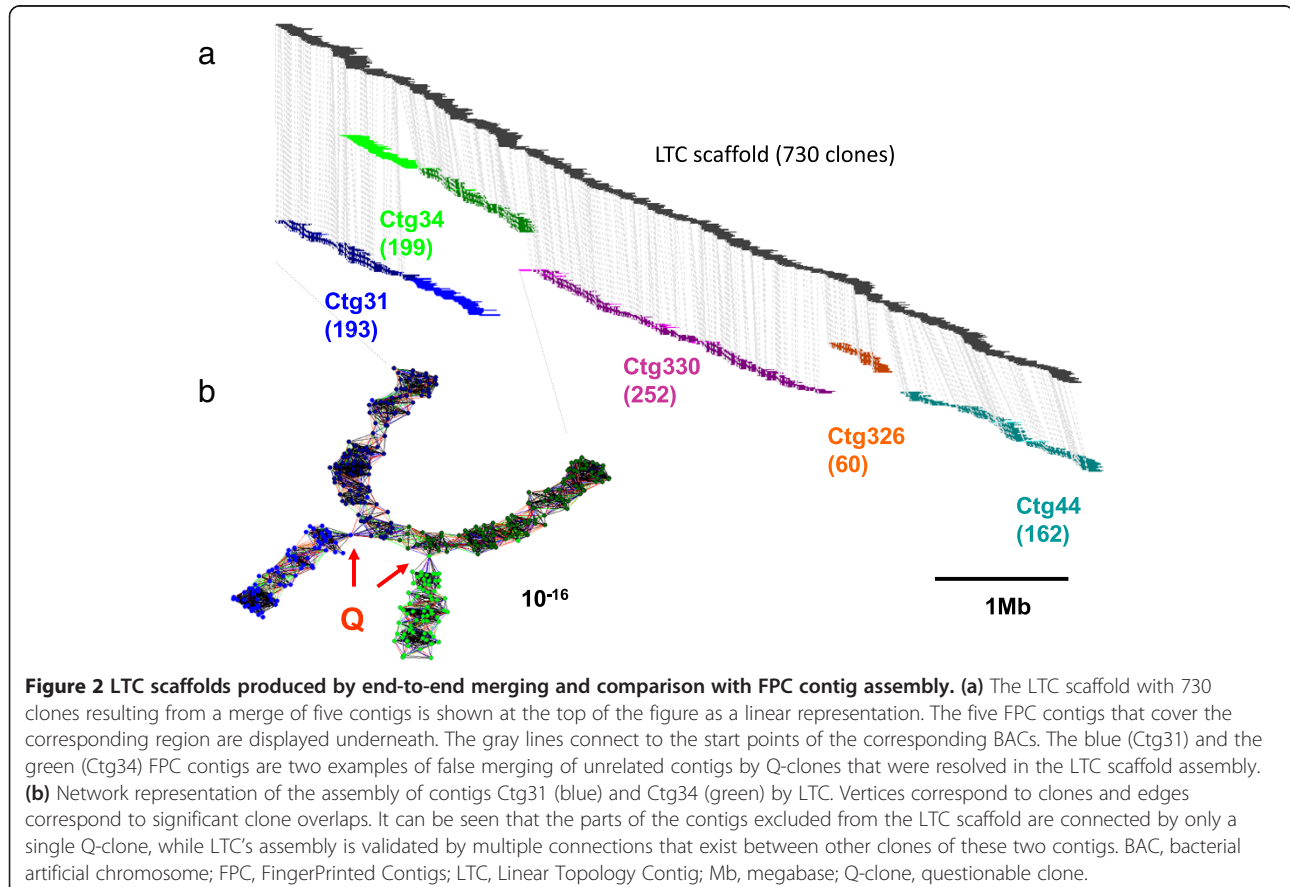 a
LTC scaffold (730 clones)
Ctg34
(199)
Ctg31
(193)
Ctg330
(252)
b
Ctg326
(60)
Ctg44
(162)
10-16
1Mb
Q
Figure 2 LTC scaffolds produced by end-to-end merging and comparison with FPC contig assembly. (a) The LTC scaffold with 730
clones resulting from a merge of five contigs is shown at the top of the figure as a linear representation. The five FPC contigs that cover the
corresponding region are displayed underneath. The gray lines connect to the start points of the corresponding BACs. The blue (Ctg31) and the
green (Ctg34) FPC contigs are two examples of false merging of unrelated contigs by Q-clones that were resolved in the LTC scaffold assembly.
(b) Network representation of the assembly of contigs Ctg31 (blue) and Ctg34 (green) by LTC. Vertices correspond to clones and edges
correspond to significant clone overlaps. It can be seen that the parts of the contigs excluded from the LTC scaffold are connected by only a
single Q-clone, while LTC's assembly is validated by multiple connections that exist between other clones of these two contigs. BAC, bacterial
artificial chromosome; FPC, FingerPrinted Contigs; LTC, Linear Topology Contig; Mb, megabase; Q-clone, questionable clone.